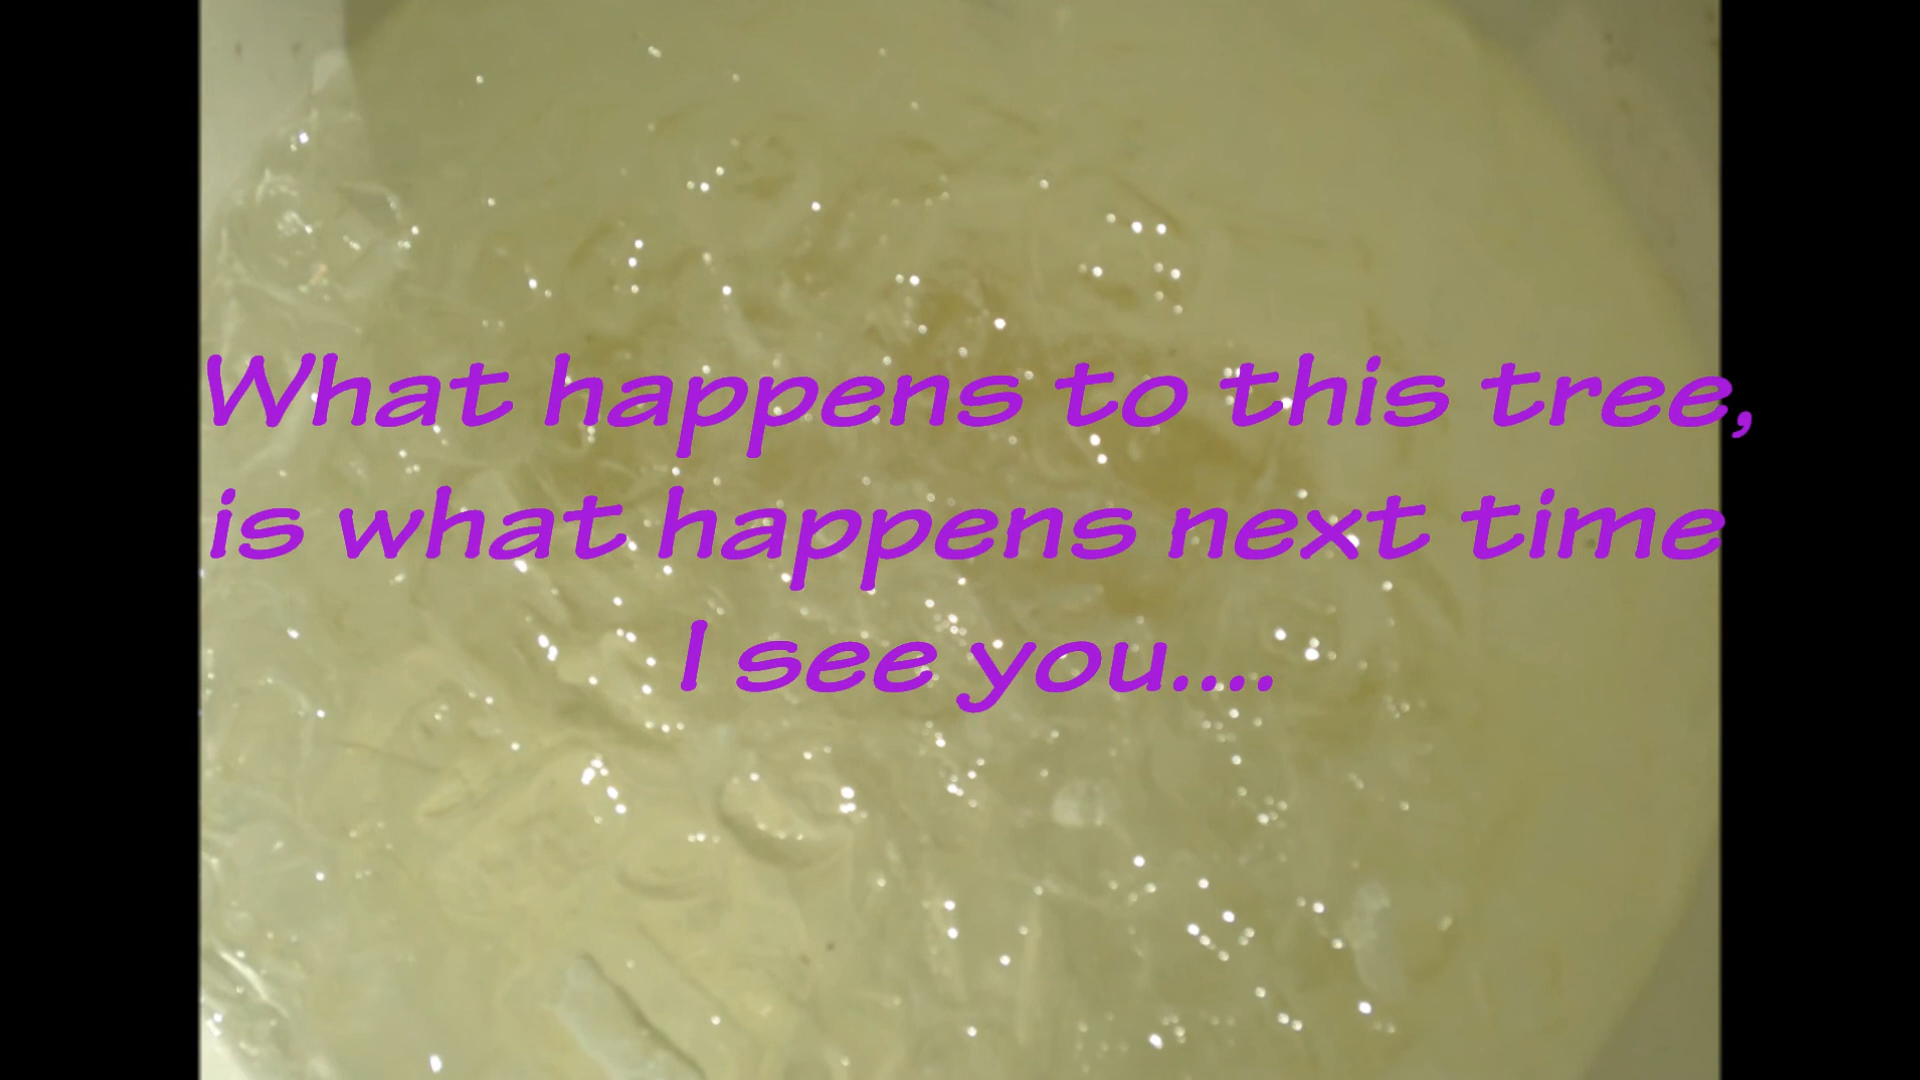 What happens to this tree,
is what happens next time
I see you....